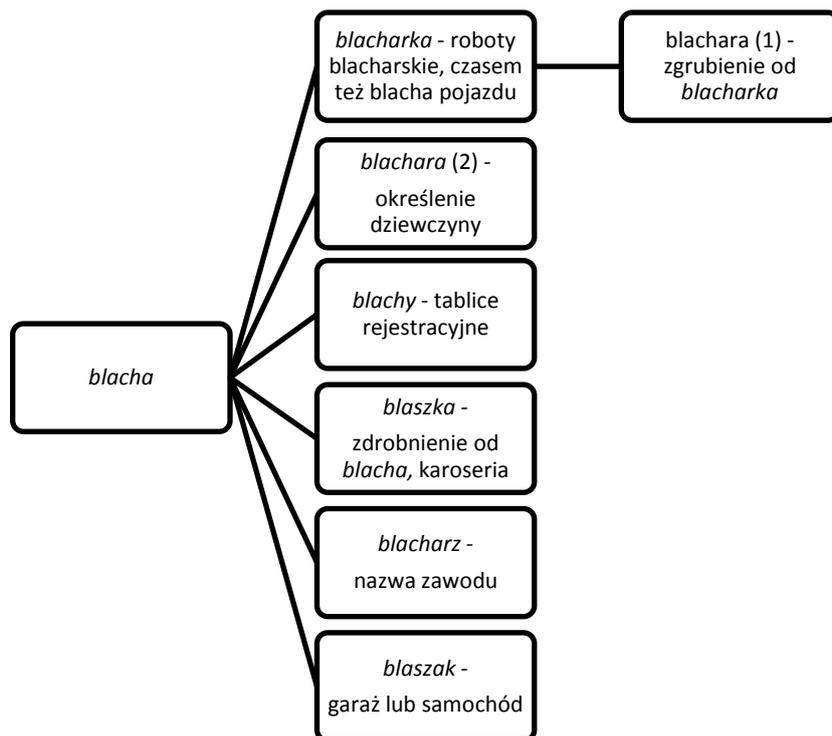 blacharka - roboty
blacharskie, czasem
też blacha pojazdu
blachara (1) -
zgrubienie od
blacharka
blachara (2) -
określenie
dziewczyny
blachy - tablice
rejestracyjne
blacha
blaszka -
zdrobnienie od
blacha, karoseria
blacharz -
nazwa zawodu
blaszak -
garaż lub samochód